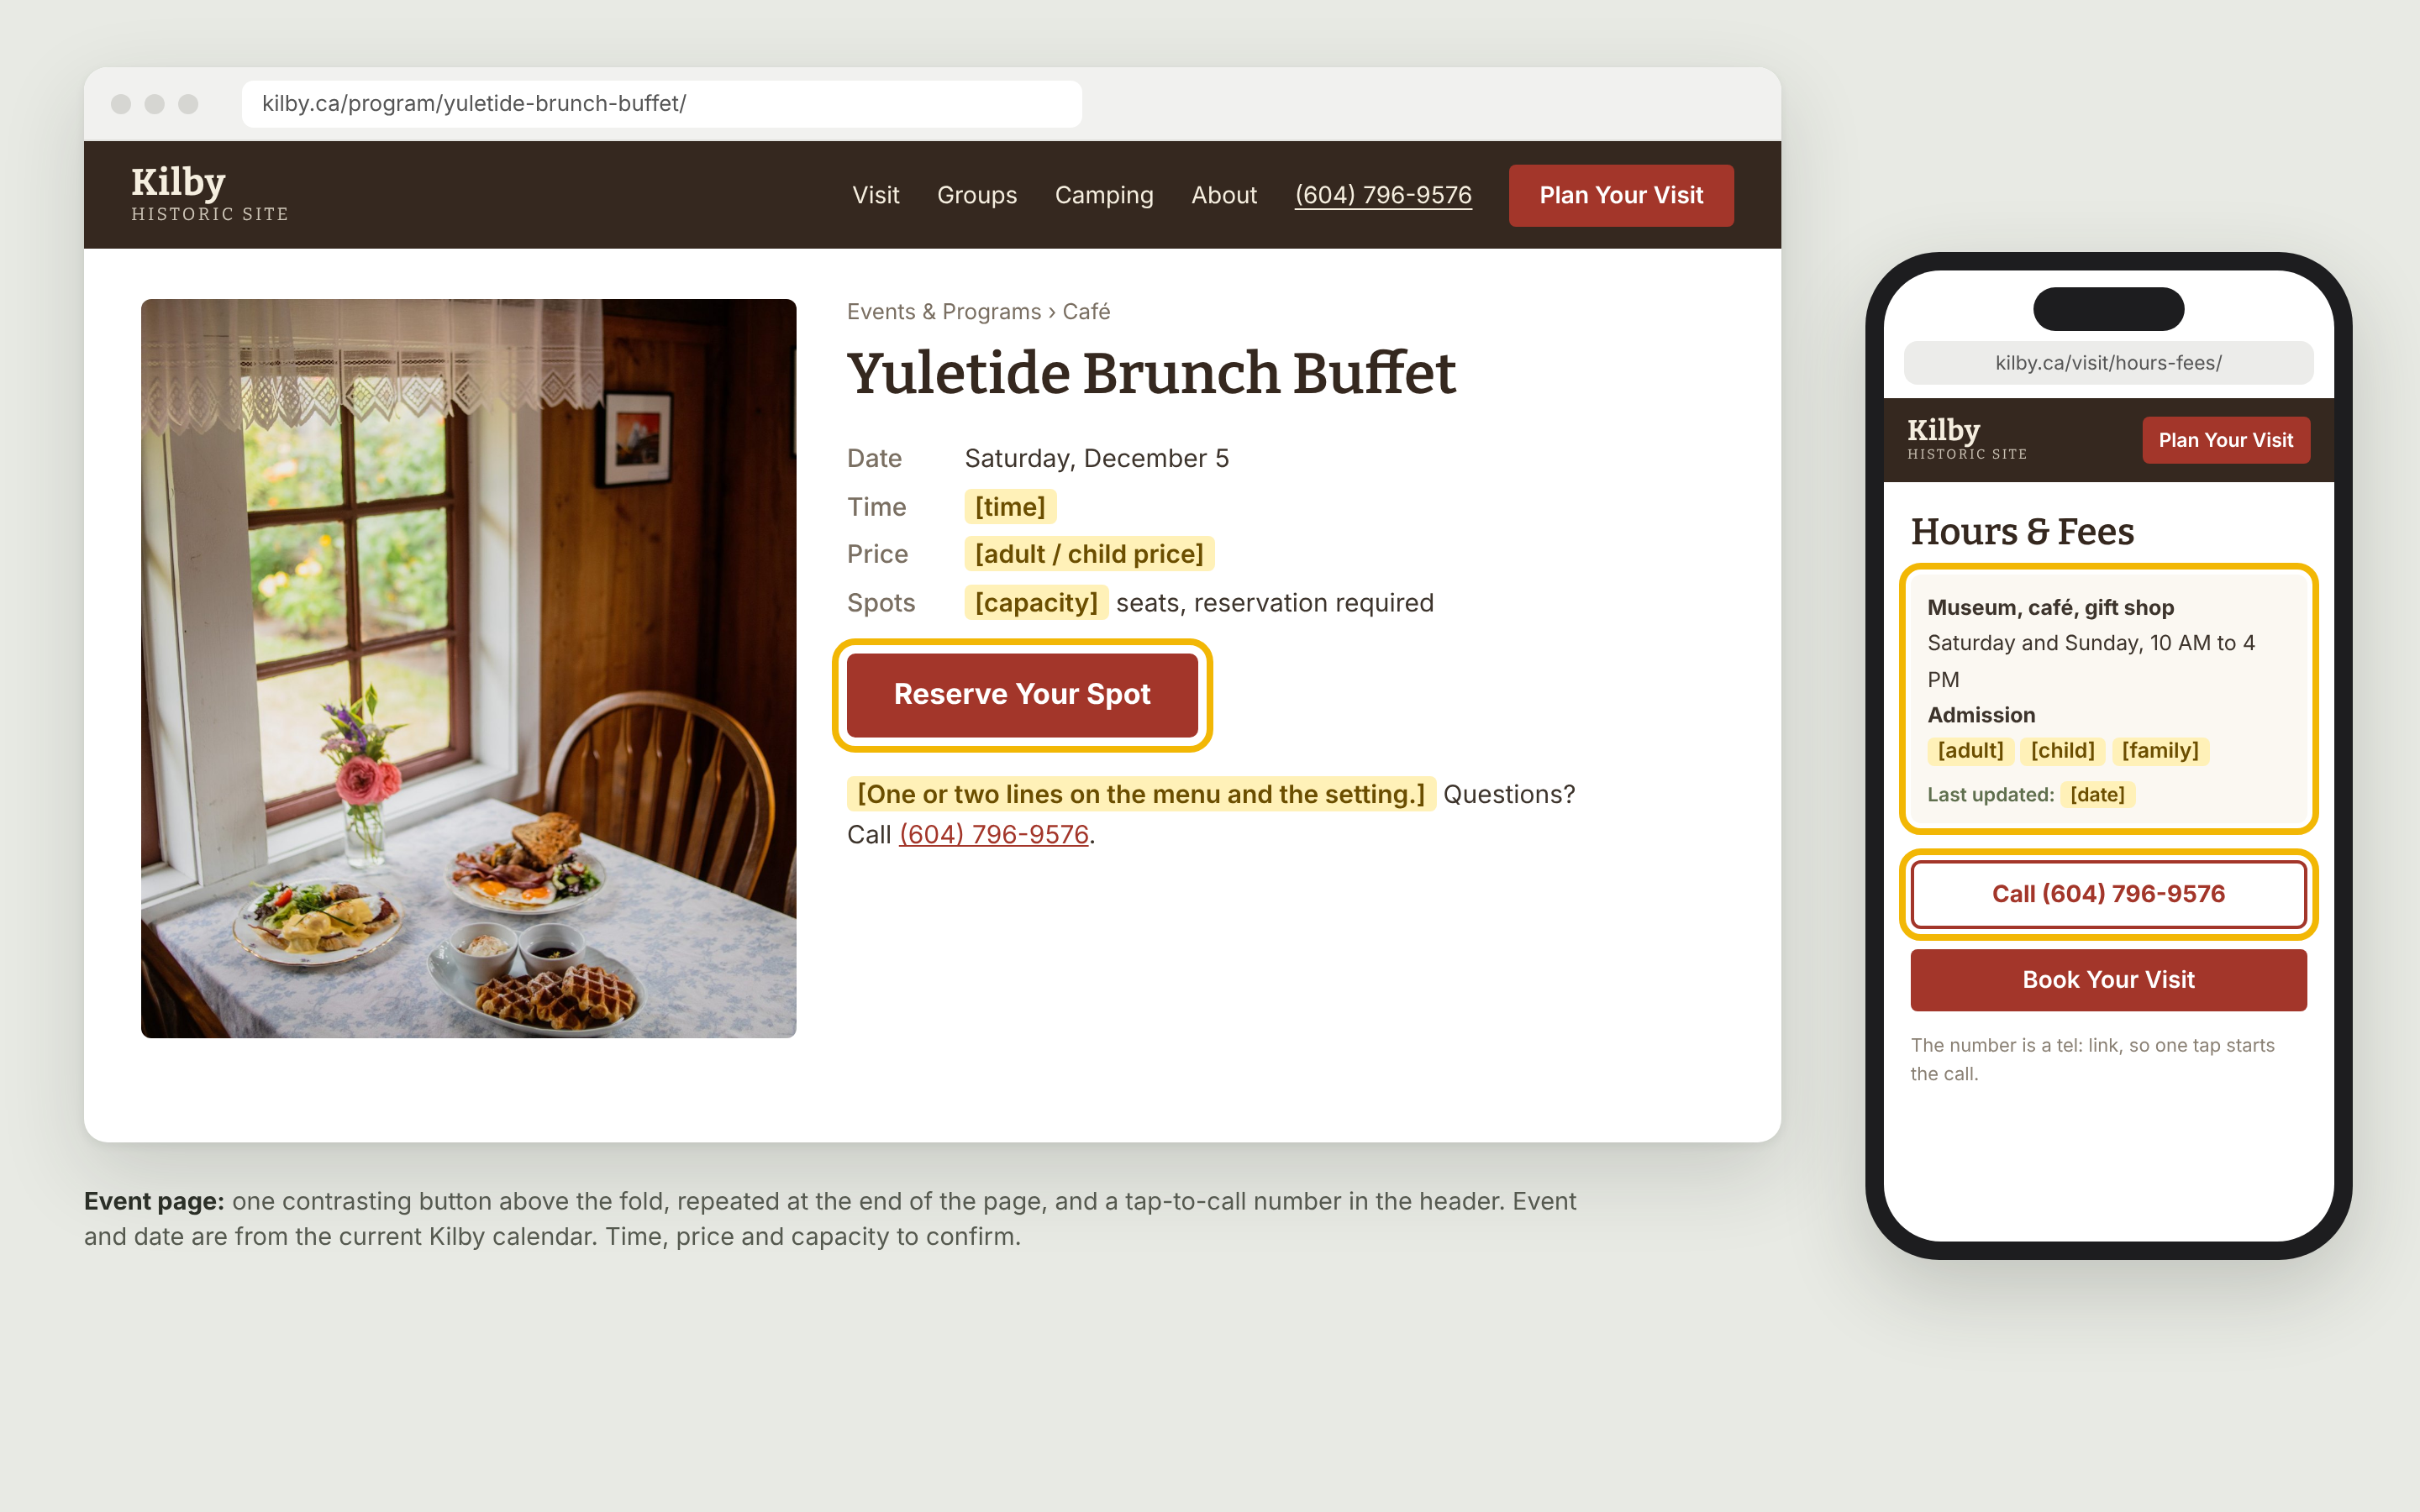 kilby.ca/program/yuletide-brunch-buffet/
Kilby
HISTORIC SITE
Visit
Groups
Camping
About
(604) 796-9576
Plan Your Visit
Events & Programs › Café
Yuletide Brunch Buffet
Date Saturday, December 5
Time [time]
Price [adult / child price]
Spots [capacity] seats, reservation required
Reserve Your Spot
[One or two lines on the menu and the setting.] Questions?
Call (604) 796-9576.
Event page: one contrasting button above the fold, repeated at the end of the page, and a tap-to-call number in the header. Event
and date are from the current Kilby calendar. Time, price and capacity to confirm.
kilby.ca/visit/hours-fees/
Kilby
HISTORIC SITE
Plan Your Visit
Hours & Fees
Museum, café, gift shop
Saturday and Sunday, 10 AM to 4
PM
Admission
[adult] [child] [family]
Last updated: [date]
Call (604) 796-9576
Book Your Visit
The number is a tel: link, so one tap starts
the call.